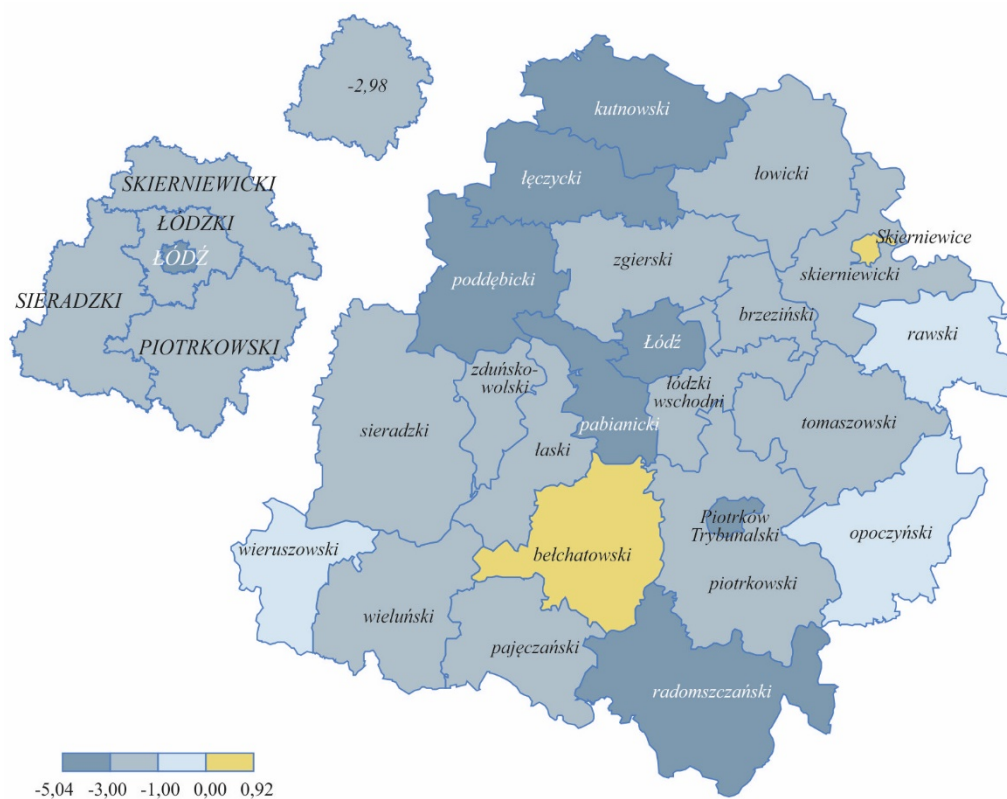 -2,98
SKIERNIEWICKI
ŁÓDZKI
ŁÓDŹ
SIERADZKI
PIOTRKOWSKI
kutnowski
łęczycki
łowicki
Skierniewice
skierniewicki
zgierski
poddębicki
brzeziński
rawski
Łódź
zduńsko-
wolski
łódzki
wschodni
pabianicki
sieradzki
łaski
tomaszowski
Piotrków
Trybunalski
opoczyński
wieruszowski
bełchatowski
piotrkowski
wieluński
pajęczański
radomszczański
-5,04 -3,00 -1,00 0,00 0,92